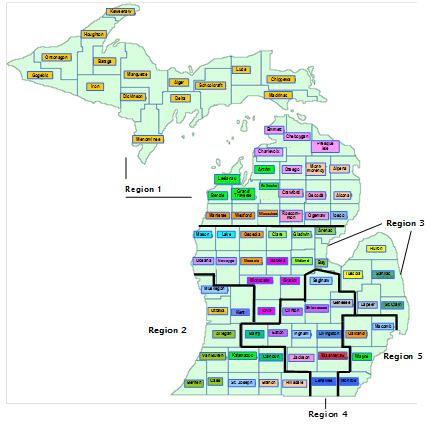 Keweenaw
Houghton
Ontonagon
Baraga
Gogebic
Iron
Marquette
Dickinson
Menominee
Alger
Delta
Schoolcraft
Luce
Chippewa
Mackinac
Emmet
Cheboygan
Presque
Isle
Charlevoix
Antrim
Otsego
Mont-
morency
Alpena
Leelanau
Benzie
Grand
Traverse
Kalkaska
Crawford
Oscoda
Alcona
Manistee
Wexford
Missaukee
Roscom-
mon
Ogemaw
Iosco
Region 1
Mason
Lake
Osceola
Clare
Gladwin
Arenac
Region 3
Oceana
Newaygo
Mecosta
Isabella
Midland
Bay
Huron
Tuscola
Sanilac
Muskegon
Montcalm
Gratiot
Saginaw
Ottawa
Kent
Ionia
Clinton
Shiawassee
Genesee
Lapeer
St. Clair
Region 2
Allegan
Barry
Eaton
Ingham
Livingston
Oakland
Macomb
Region 5
Van Buren
Kalamazoo
Calhoun
Jackson
Washtenaw
Wayne
Berrien
Cass
St. Joseph
Branch
Hillsdale
Lenawee
Monroe
Region 4